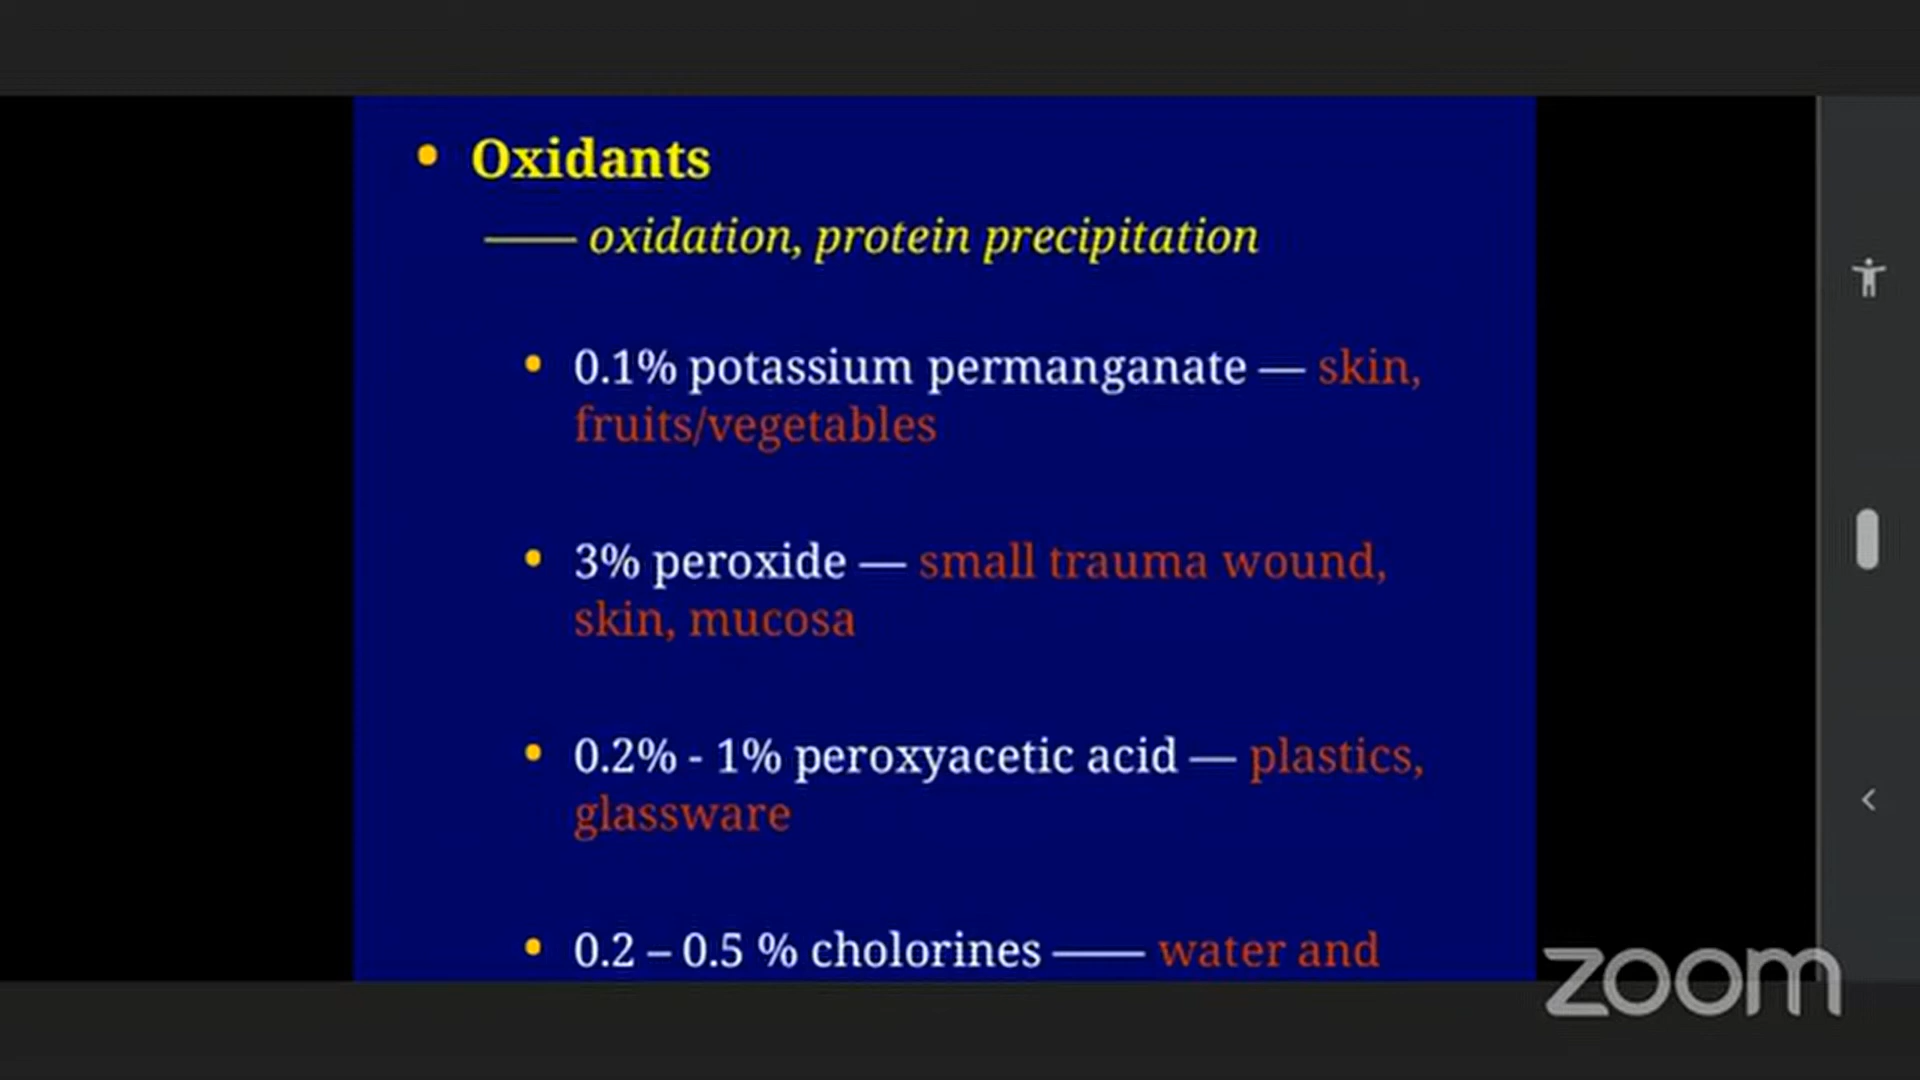 • Oxidants
—— oxidation, protein precipitation
• 0.1% potassium permanganate — skin,
fruits/vegetables
• 3% peroxide — small trauma wound,
skin, mucosa
• 0.2% - 1% peroxyacetic acid — plastics,
glassware
• 0.2 – 0.5 % cholorines —— water and
zoom